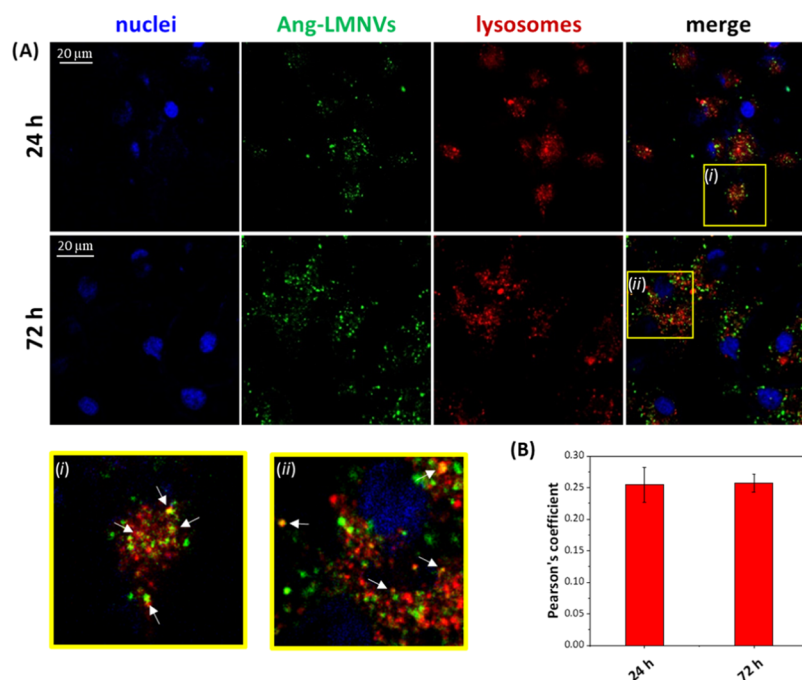 nuclei Ang-LMNVs lysosomes merge
(A)
20 μm
24 h
(i)
20 μm
72 h
(ii)
(i)
(ii)
(B)
Pearson's coefficient
0.30
0.25
0.20
0.15
0.10
0.05
0.00
24 h 72 h